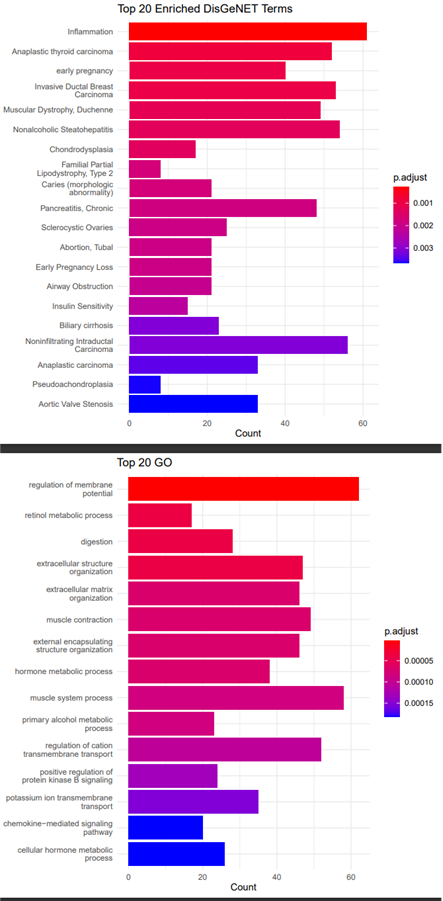 Top 20 Enriched DisGeNET Terms
Inflammation
Anaplastic thyroid carcinoma
early pregnancy
Invasive Ductal Breast
Carcinoma
Muscular Dystrophy, Duchenne
Nonalcoholic Steatohepatitis
Chondrodysplasia
Familial Partial
Lipodystrophy, Type 2
Caries (morphologic
abnormality)
Pancreatitis, Chronic
Sclerocystic Ovaries
Abortion, Tubal
Early Pregnancy Loss
Airway Obstruction
Insulin Sensitivity
Biliary cirrhosis
Noninfiltrating Intraductal
Carcinoma
Anaplastic carcinoma
Pseudoachondroplasia
Aortic Valve Stenosis
0 20 40 60
Count
p.adjust
0.001
0.003
Top 20 GO
regulation of membrane
potential
retinol metabolic process
digestion
extracellular structure
organization
extracellular matrix
organization
muscle contraction
external encapsulating
structure organization
hormone metabolic process
muscle system process
primary alcohol metabolic
process
regulation of cation
transmembrane transport
positive regulation of
protein kinase B signaling
potassium ion transmembrane
transport
chemokine-mediated signaling
pathway
cellular hormone metabolic
process
0 20 40 60
Count
p.adjust
0.00005
0.00010
0.00015